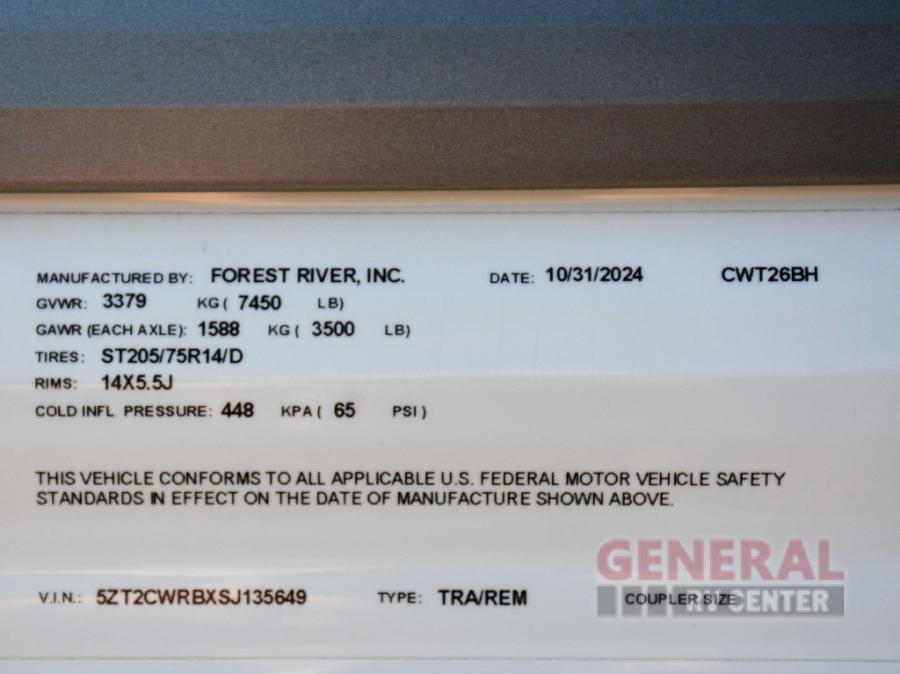 MANUFACTURED BY: FOREST RIVER, INC. DATE: 10/31/2024 CWT26BH
GVWR: 3379 KG ( 7450 LB)
GAWR (EACH AXLE): 1588 KG ( 3500 LB)
TIRES: ST205/75R14/D
RIMS: 14X5.5J
COLD INFL PRESSURE: 448 KPA ( 65 PSI )
THIS VEHICLE CONFORMS TO ALL APPLICABLE U.S. FEDERAL MOTOR VEHICLE SAFETY
STANDARDS IN EFFECT ON THE DATE OF MANUFACTURE SHOWN ABOVE.
V.I.N.: 5ZT2CWRBXSJ135649 TYPE: TRA/REM COUPLER SIZE:
GENERAL
RV CENTER